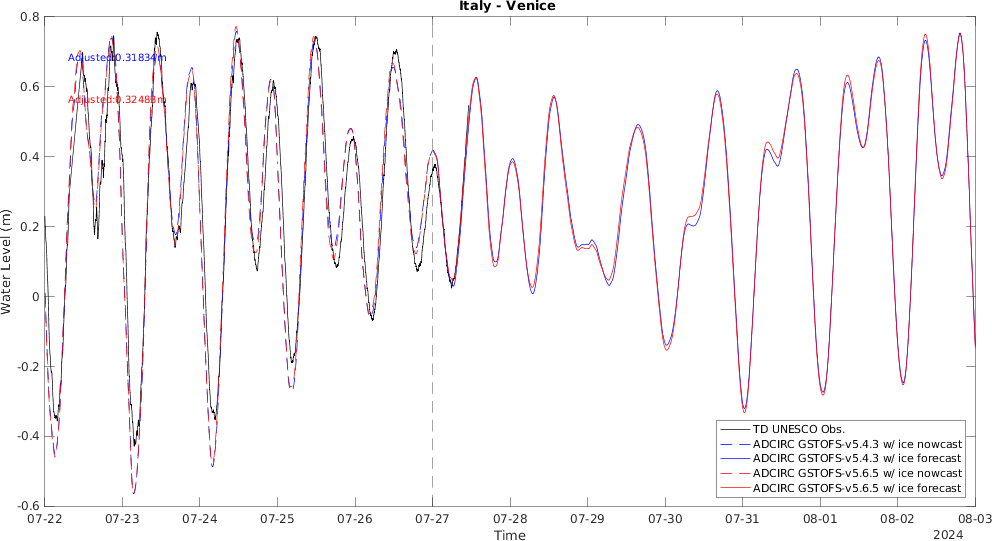 Italy - Venice
Adjusted:0.31834m
Adjusted:0.32483m
Water Level (m)
0.8
0.6
0.4
0.2
0
-0.2
-0.4
-0.6
TD UNESCO Obs.
ADCIRC GSTOFS-v5.4.3 w/ ice nowcast
ADCIRC GSTOFS-v5.4.3 w/ ice forecast
ADCIRC GSTOFS-v5.6.5 w/ ice nowcast
ADCIRC GSTOFS-v5.6.5 w/ ice forecast
07-22 07-23 07-24 07-25 07-26 07-27 07-28 07-29 07-30 07-31 08-01 08-02 08-03
Time
2024